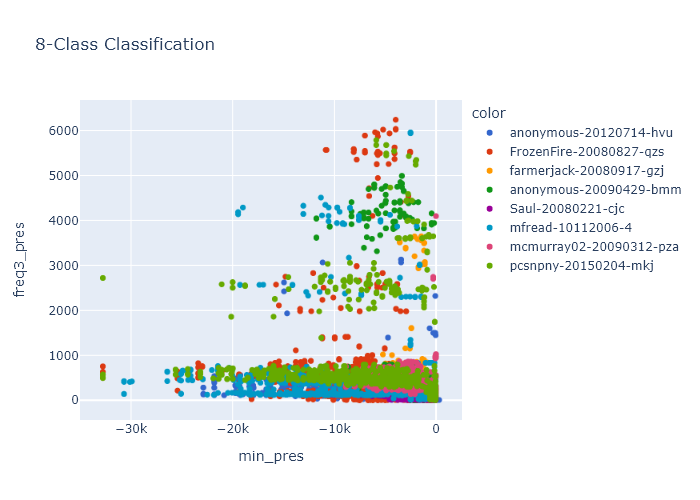 8-Class Classification
color
anonymous-20120714-hvu
FrozenFire-20080827-qzs
farmerjack-20080917-gzj
anonymous-20090429-bmm
Saul-20080221-cjc
mfread-10112006-4
mcmurray02-20090312-pza
pcsnpny-20150204-mkj
freq3_pres
6000
5000
4000
3000
2000
1000
0
−30k
−20k
−10k
0
min_pres